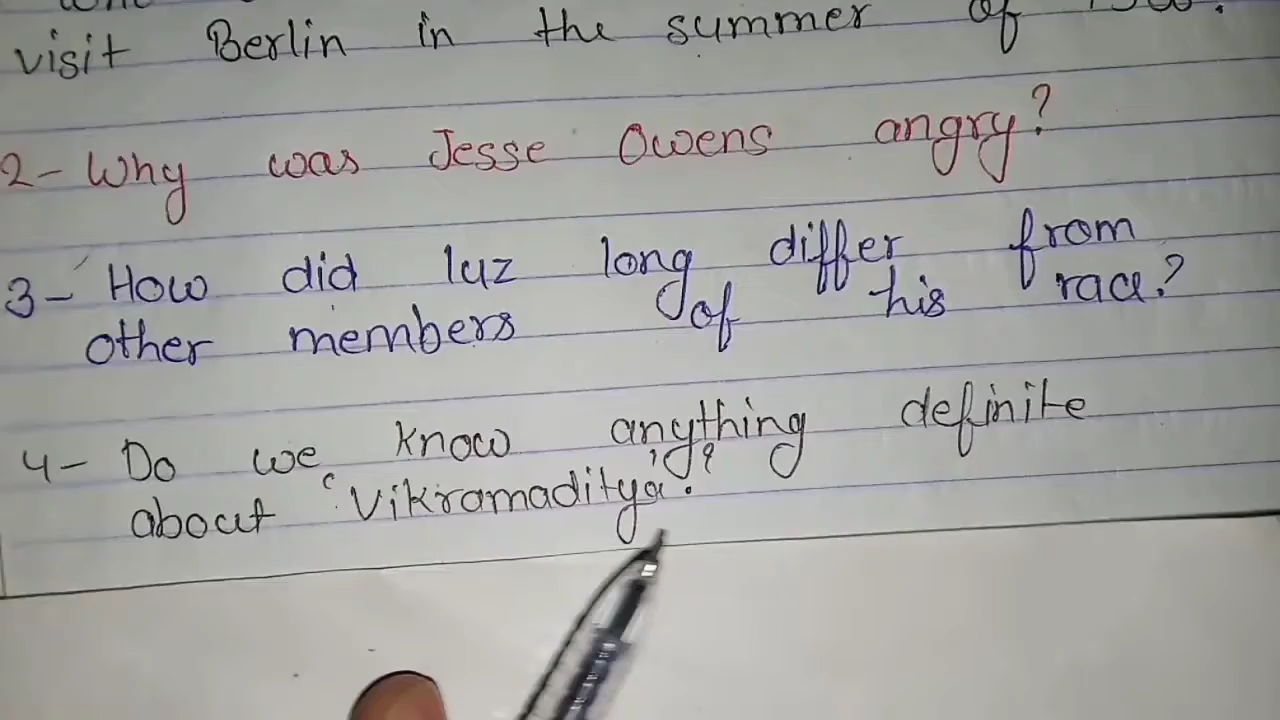 visit Berlin in the summer of
2- Why was Jesse Owens angry?
3- How did luz long differ from
other members of his race?
4- Do we know anything definite
about 'Vikramaditya'?